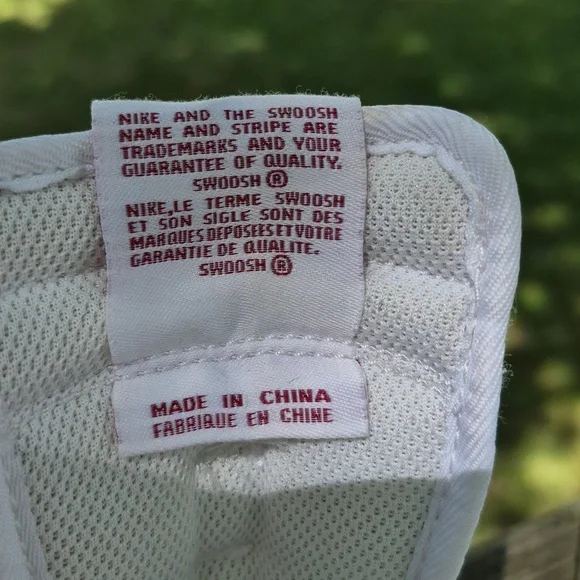 NIKE AND THE SWOOSH
NAME AND STRIPE ARE
TRADEMARKS AND YOUR
GUARANTEE OF QUALITY.
SWOOSH ®
NIKE,LE TERME SWOOSH
ET SON SIGLE SONT DES
MARQUES DEPOSEES ET VOTRE
GARANTIE DE QUALITE.
SWOOSH ®
MADE IN CHINA
FABRIQUE EN CHINE